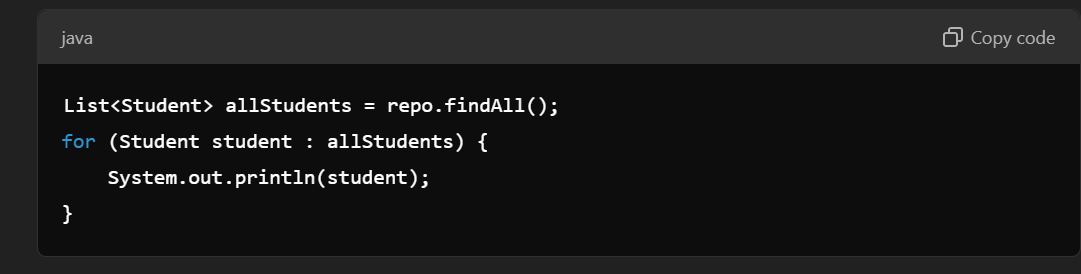 java
Copy code
List<Student> allStudents = repo.findAll();
for (Student student : allStudents) {
    System.out.println(student);
}